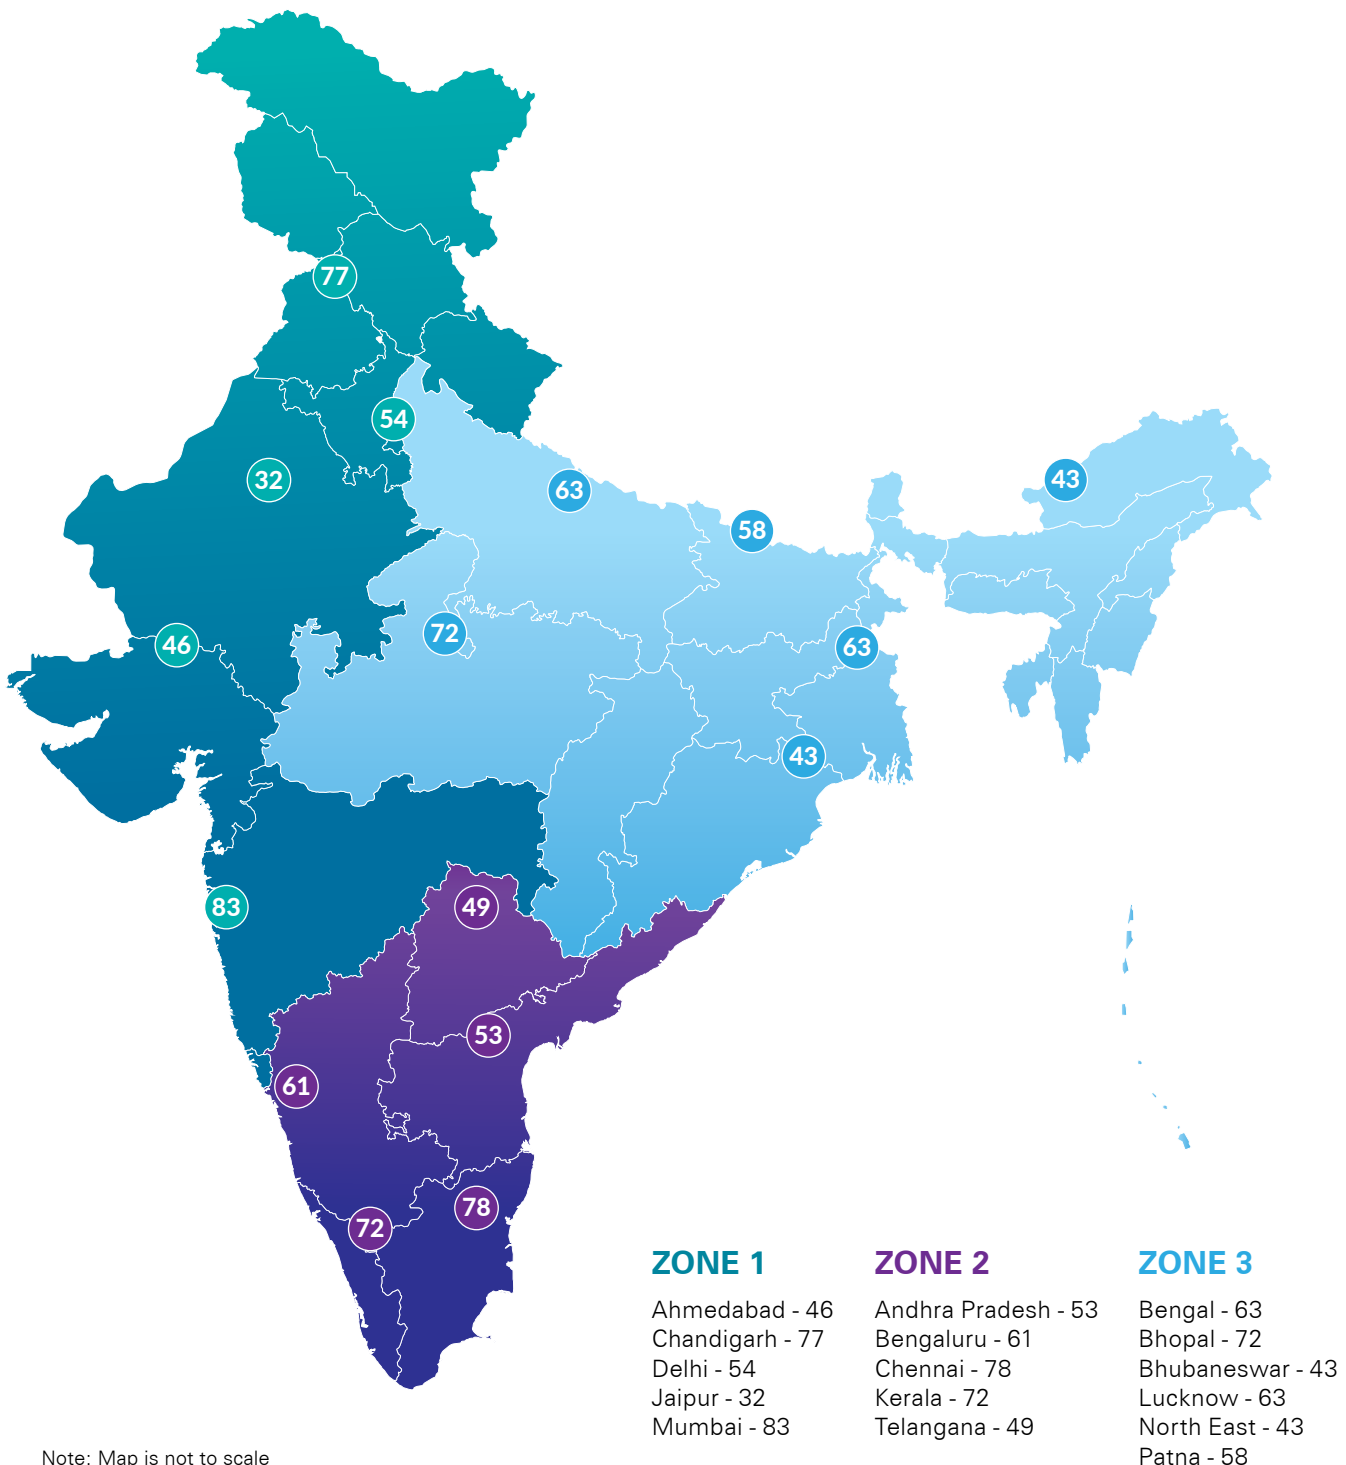 77
54
32
63
43
58
46
72
63
43
83
49
53
61
78
72
ZONE 1
Ahmedabad - 46
Chandigarh - 77
Delhi - 54
Jaipur - 32
Mumbai - 83
ZONE 2
Andhra Pradesh - 53
Bengaluru - 61
Chennai - 78
Kerala - 72
Telangana - 49
ZONE 3
Bengal - 63
Bhopal - 72
Bhubaneswar - 43
Lucknow - 63
North East - 43
Patna - 58
Note: Map is not to scale